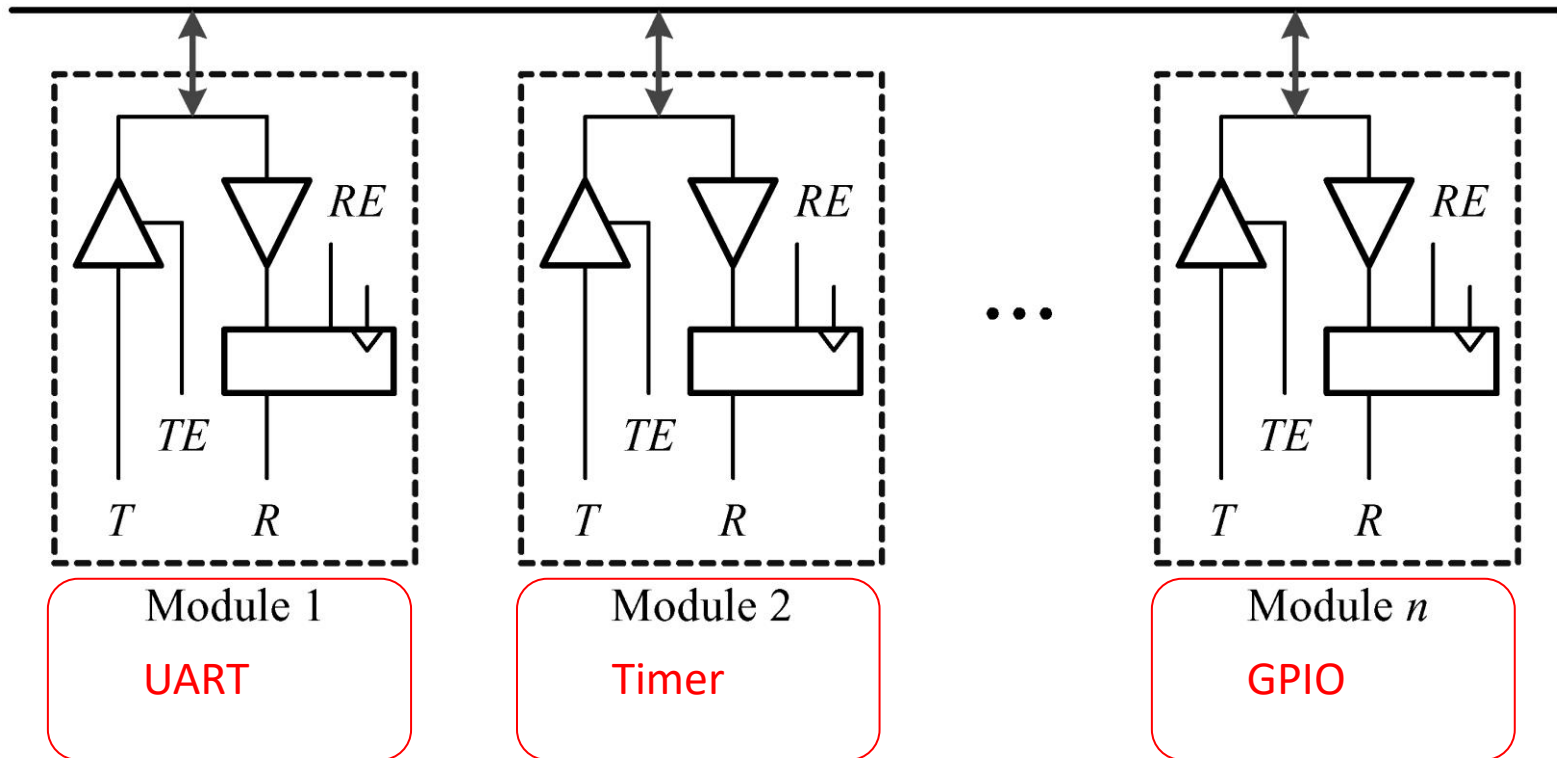 RE
RE
RE
...
TE
TE
TE
T
R
T
R
T
R
Module 1
Module 2
Module n
UART
Timer
GPIO